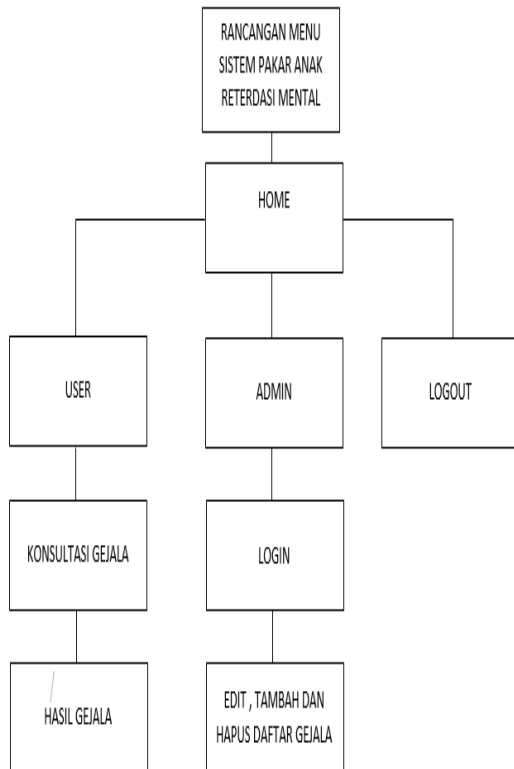 RANCANGAN MENU
SISTEM PAKAR ANAK
RETERDASI MENTAL
HOME
USER
ADMIN
LOGOUT
KONSULTASI GEJALA
LOGIN
HASIL GEJALA
EDIT , TAMBAH DAN
HAPUS DAFTAR GEJALA